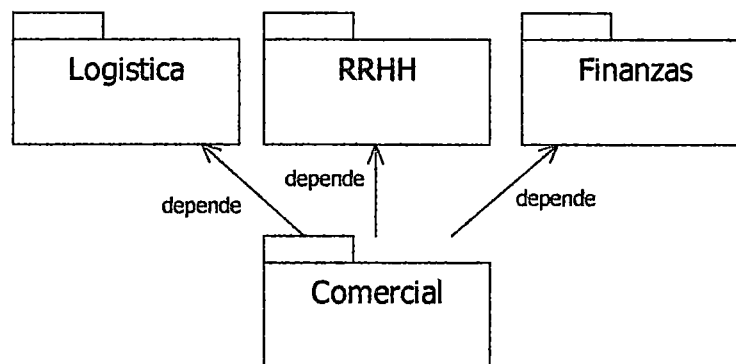 Logistica
RRHH
Finanzas
depende
depende
depende
Comercial